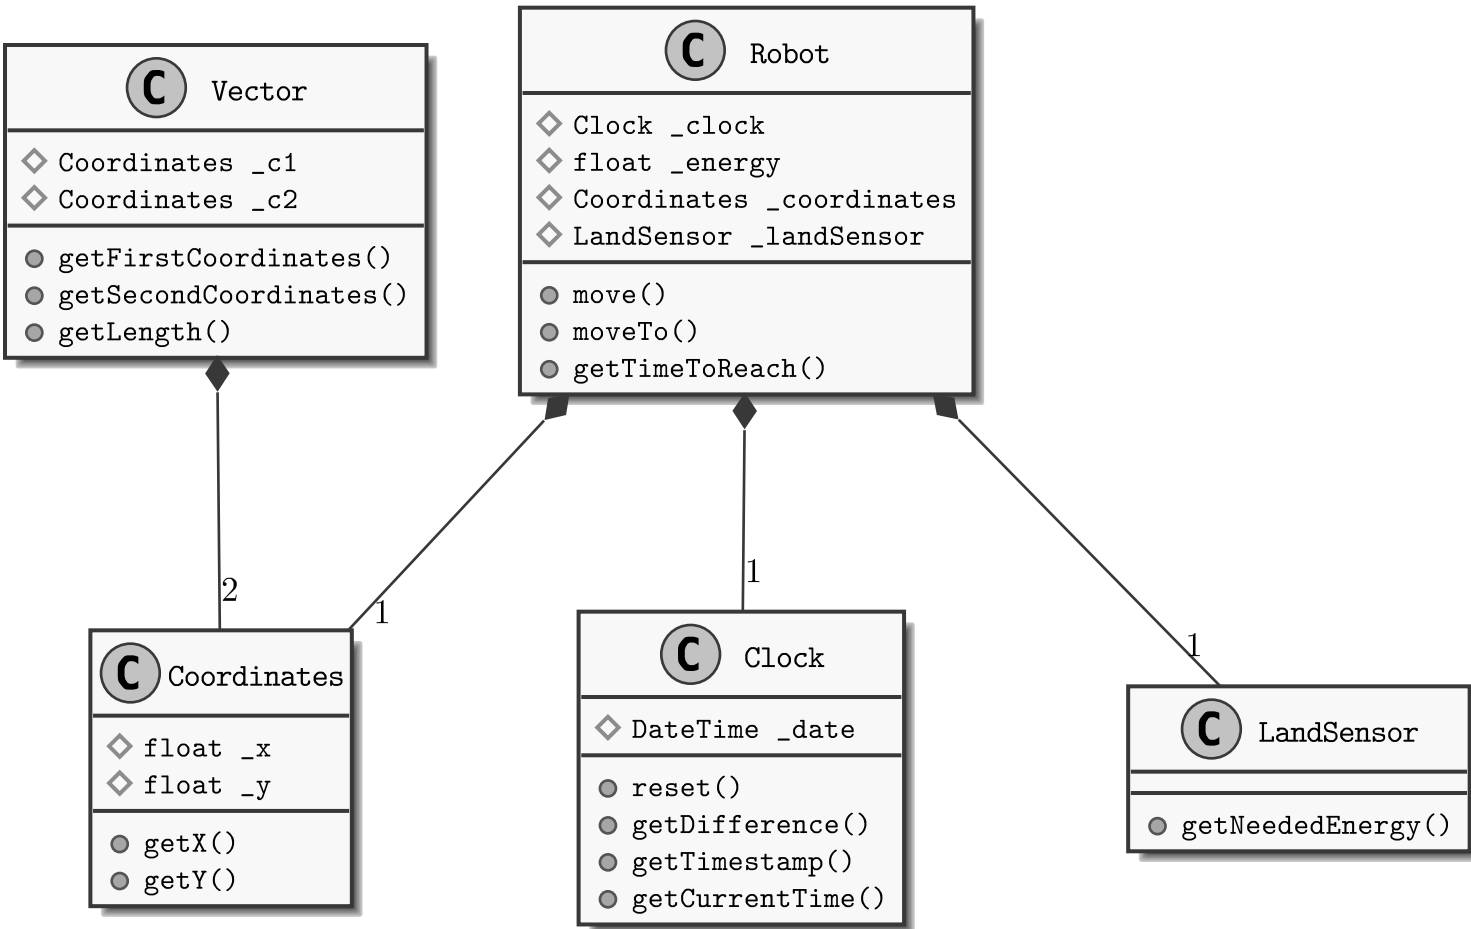 C Vector
Coordinates _c1
Coordinates _c2
getFirstCoordinates()
getSecondCoordinates()
getLength()
C Robot
Clock _clock
float _energy
Coordinates _coordinates
LandSensor _landSensor
move()
moveTo()
getTimeToReach()
2
1
1
1
C Coordinates
float _x
float _y
getX()
getY()
C Clock
DateTime _date
reset()
getDifference()
getTimestamp()
getCurrentTime()
C LandSensor
getNeededEnergy()